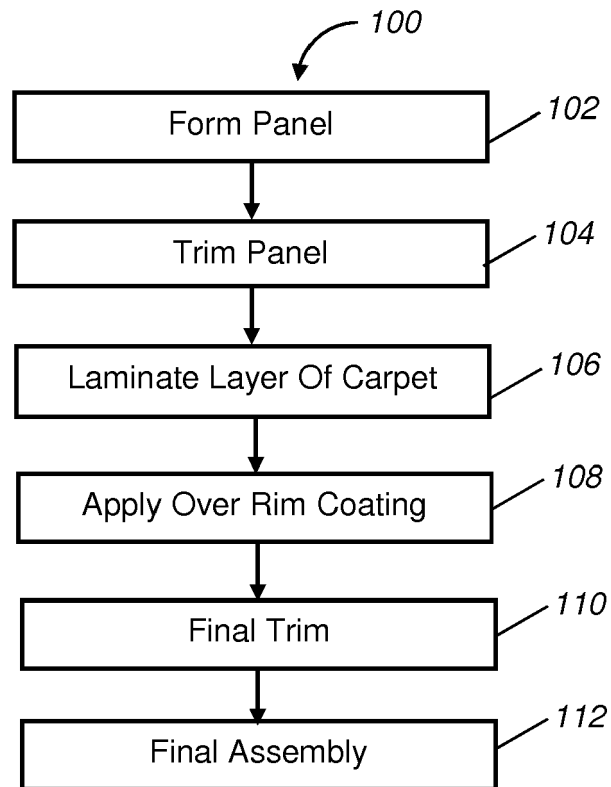 100
Form Panel
102
Trim Panel
104
Laminate Layer Of Carpet
106
Apply Over Rim Coating
108
Final Trim
110
Final Assembly
112